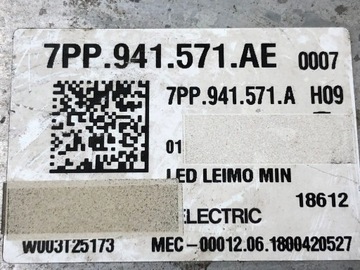 7PP.941.571.AE 0007
7PP.941.571.A H09
01
LED LEIMO MIN
18612
ELECTRIC
W003T25173 MEC-00012.06.1800420527